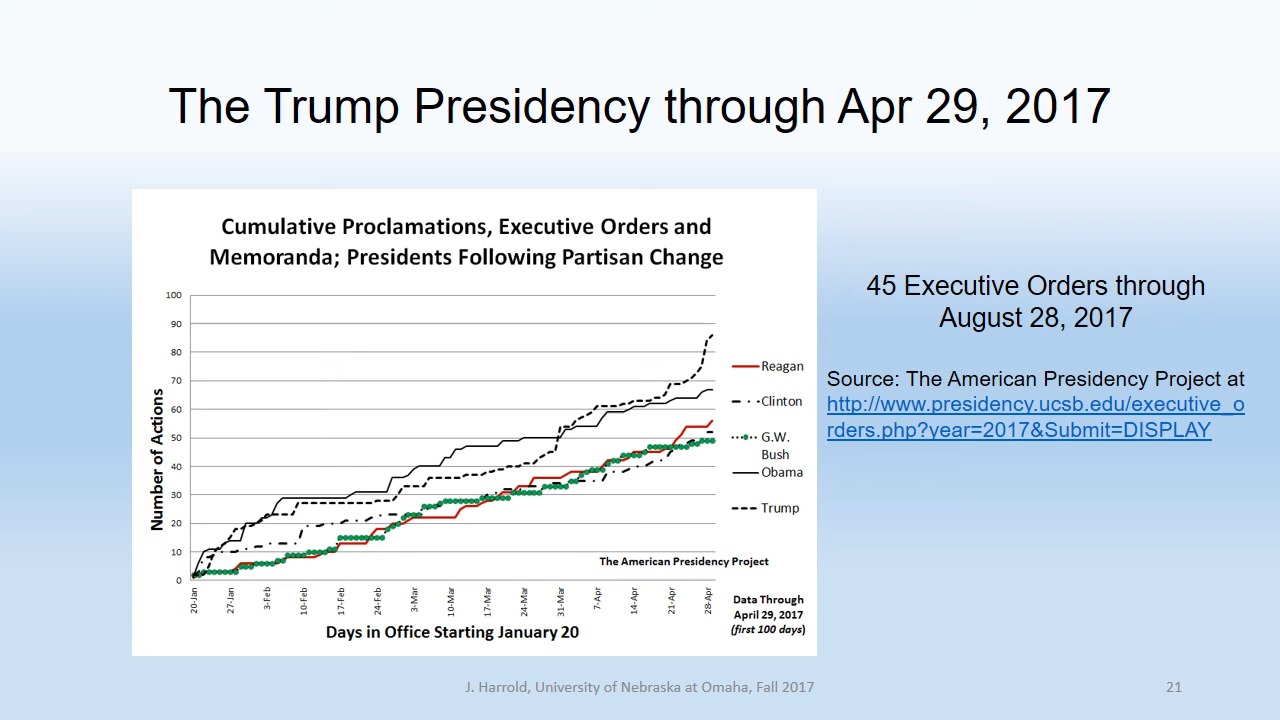 The Trump Presidency through Apr 29, 2017
Cumulative Proclamations, Executive Orders and
Memoranda; Presidents Following Partisan Change
Number of Actions
100
90
80
70
60
50
40
30
20
10
0
20-Jan
27-Jan
3-Feb
10-Feb
17-Feb
24-Feb
3-Mar
10-Mar
17-Mar
24-Mar
31-Mar
7-Apr
14-Apr
21-Apr
28-Apr
Days in Office Starting January 20
Reagan
Clinton
G.W.
Bush
Obama
Trump
The American Presidency Project
Data Through
April 29, 2017
(first 100 days)
45 Executive Orders through
August 28, 2017
Source: The American Presidency Project at
http://www.presidency.ucsb.edu/executive_o
rders.php?year=2017&Submit=DISPLAY
J. Harrold, University of Nebraska at Omaha, Fall 2017
21